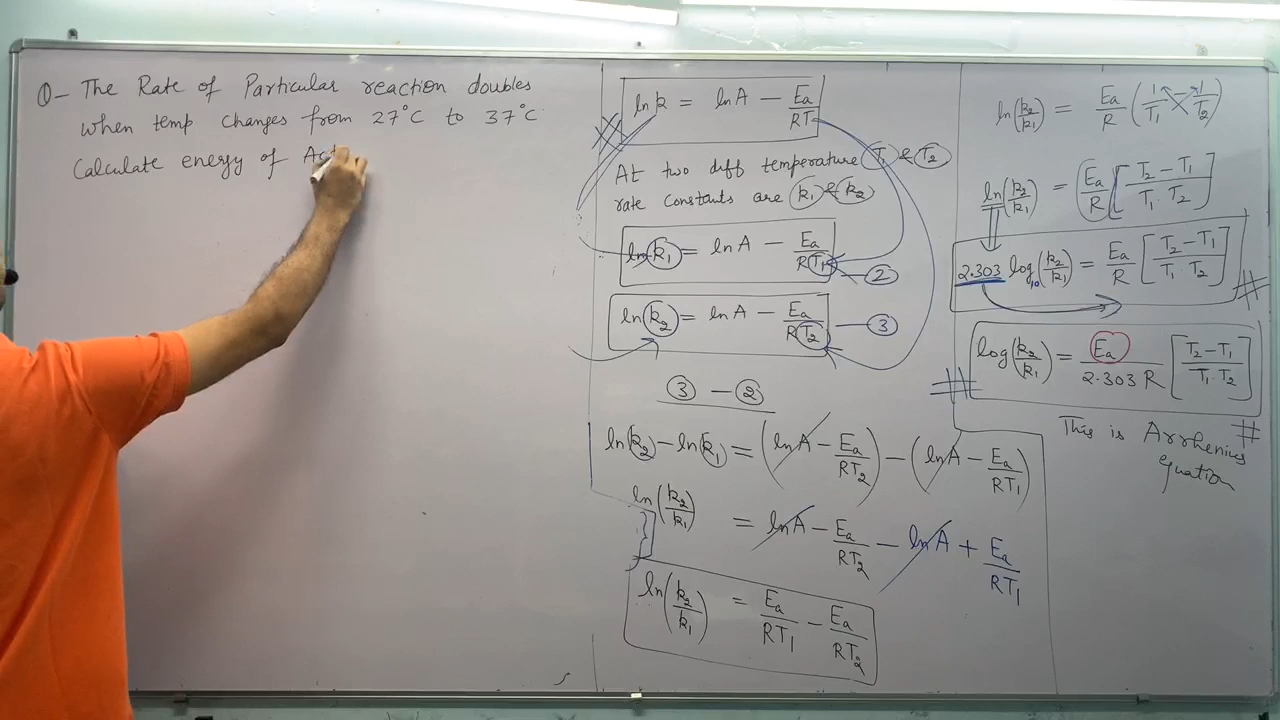 Q- The Rate of Particular reaction doubles
when temp changes from 27°C to 37°C
Calculate energy of Act
ln k = ln A - Ea/RT
At two diff temperature T1 & T2
rate constants are k1 & k2
ln k1 = ln A - Ea/RT1 - 2
ln k2 = ln A - Ea/RT2 - 3
3 - 2
ln(k2) - ln(k1) = (ln A - Ea/RT2) - (ln A - Ea/RT1)
ln(k2/k1) = ln A - Ea/RT2 - ln A + Ea/RT1
ln(k2/k1) = Ea/RT1 - Ea/RT2
ln(k2/k1) = Ea/R (1/T1 - 1/T2)
ln(k2/k1) = Ea/R [T2-T1/T1.T2]
2.303 log10(k2/k1) = Ea/R [T2-T1/T1.T2]
log(k2/k1) = Ea/2.303 R [T2-T1/T1.T2]
This is Arrhenius
equation